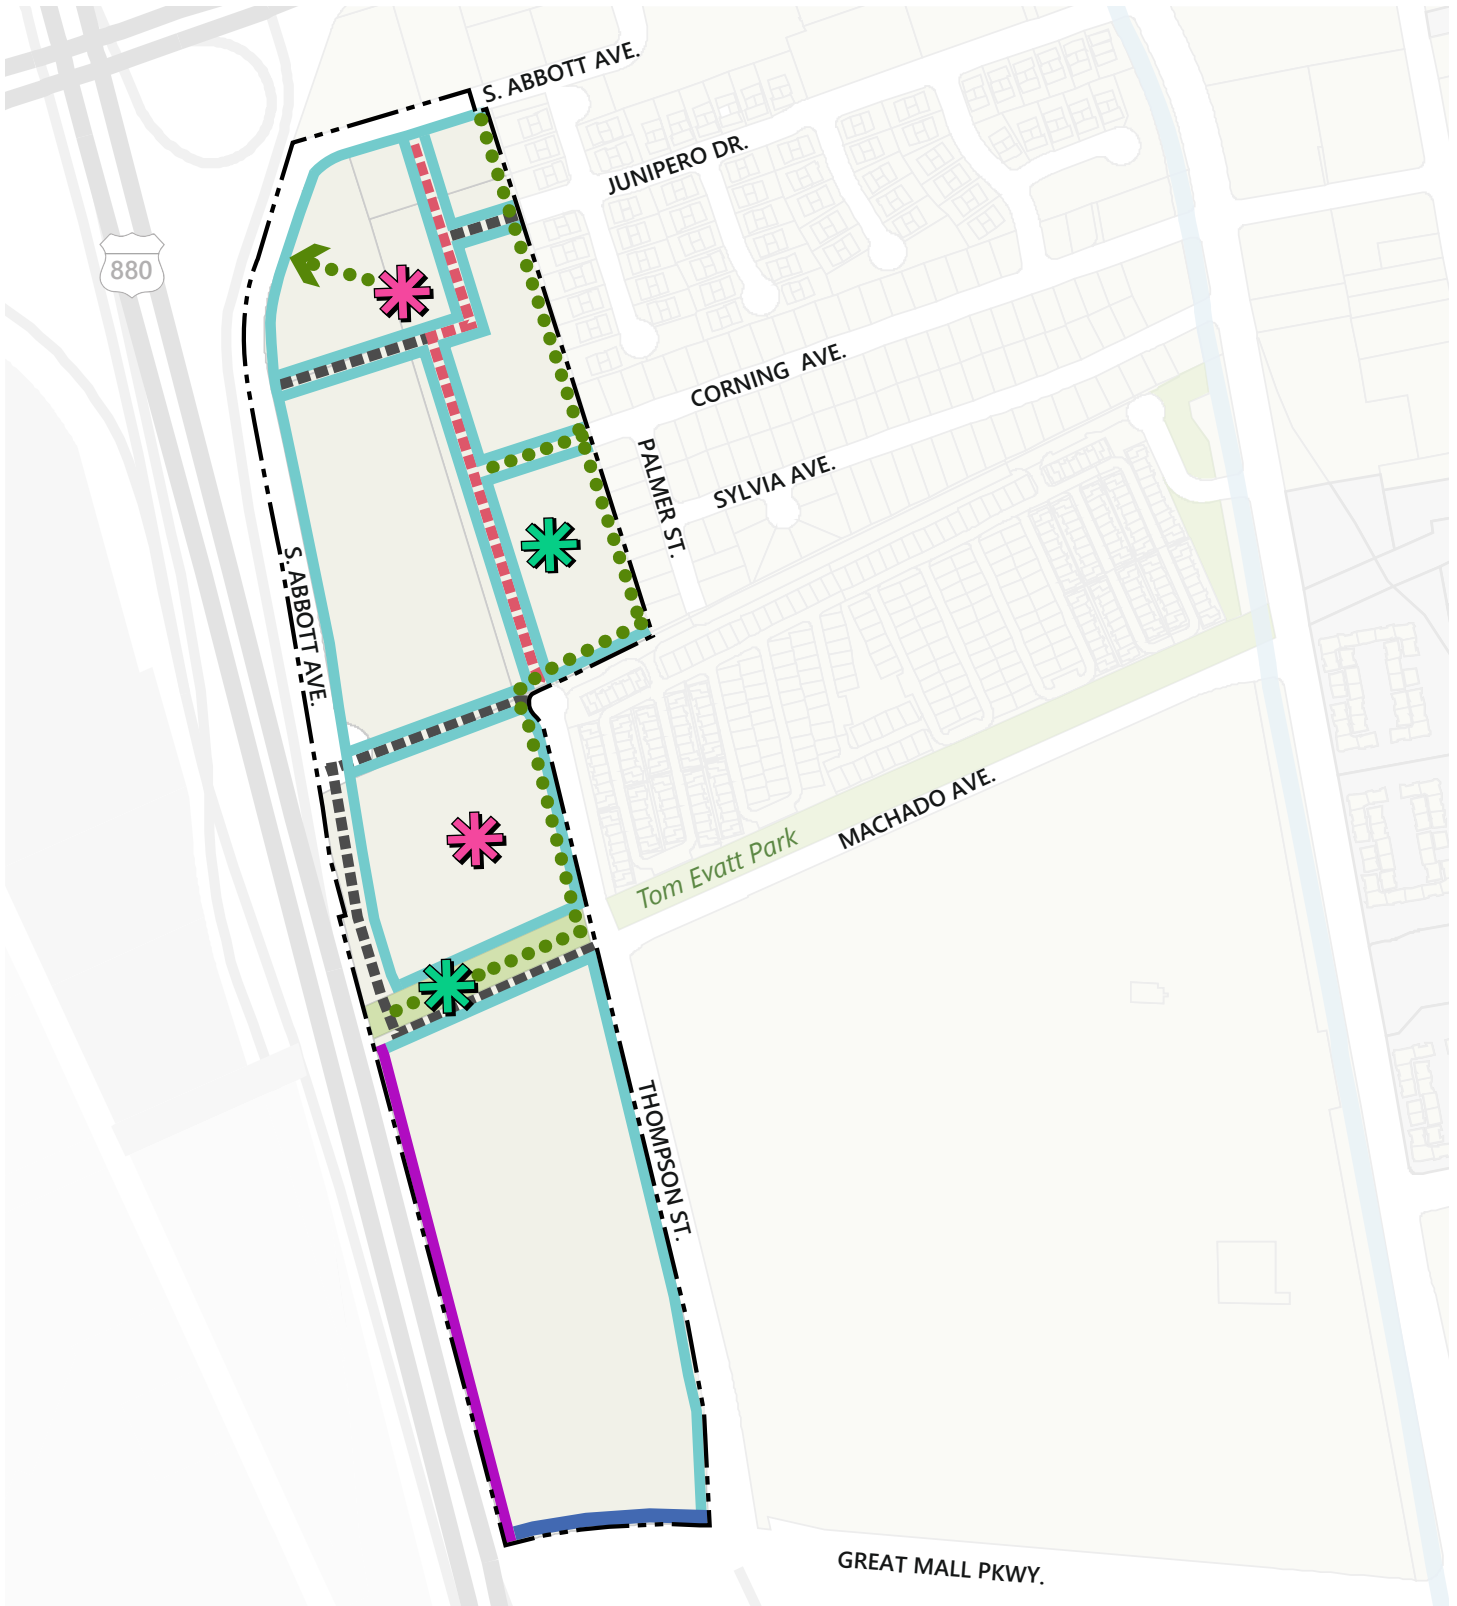 S. ABBOTT AVE.
JUNIPERO DR.
880
CORNING AVE.
PALMER ST.
SYLVIA AVE.
S. ABBOTT AVE.
MACHADO AVE.
Tom Evatt Park
THOMPSON ST.
GREAT MALL PKWY.